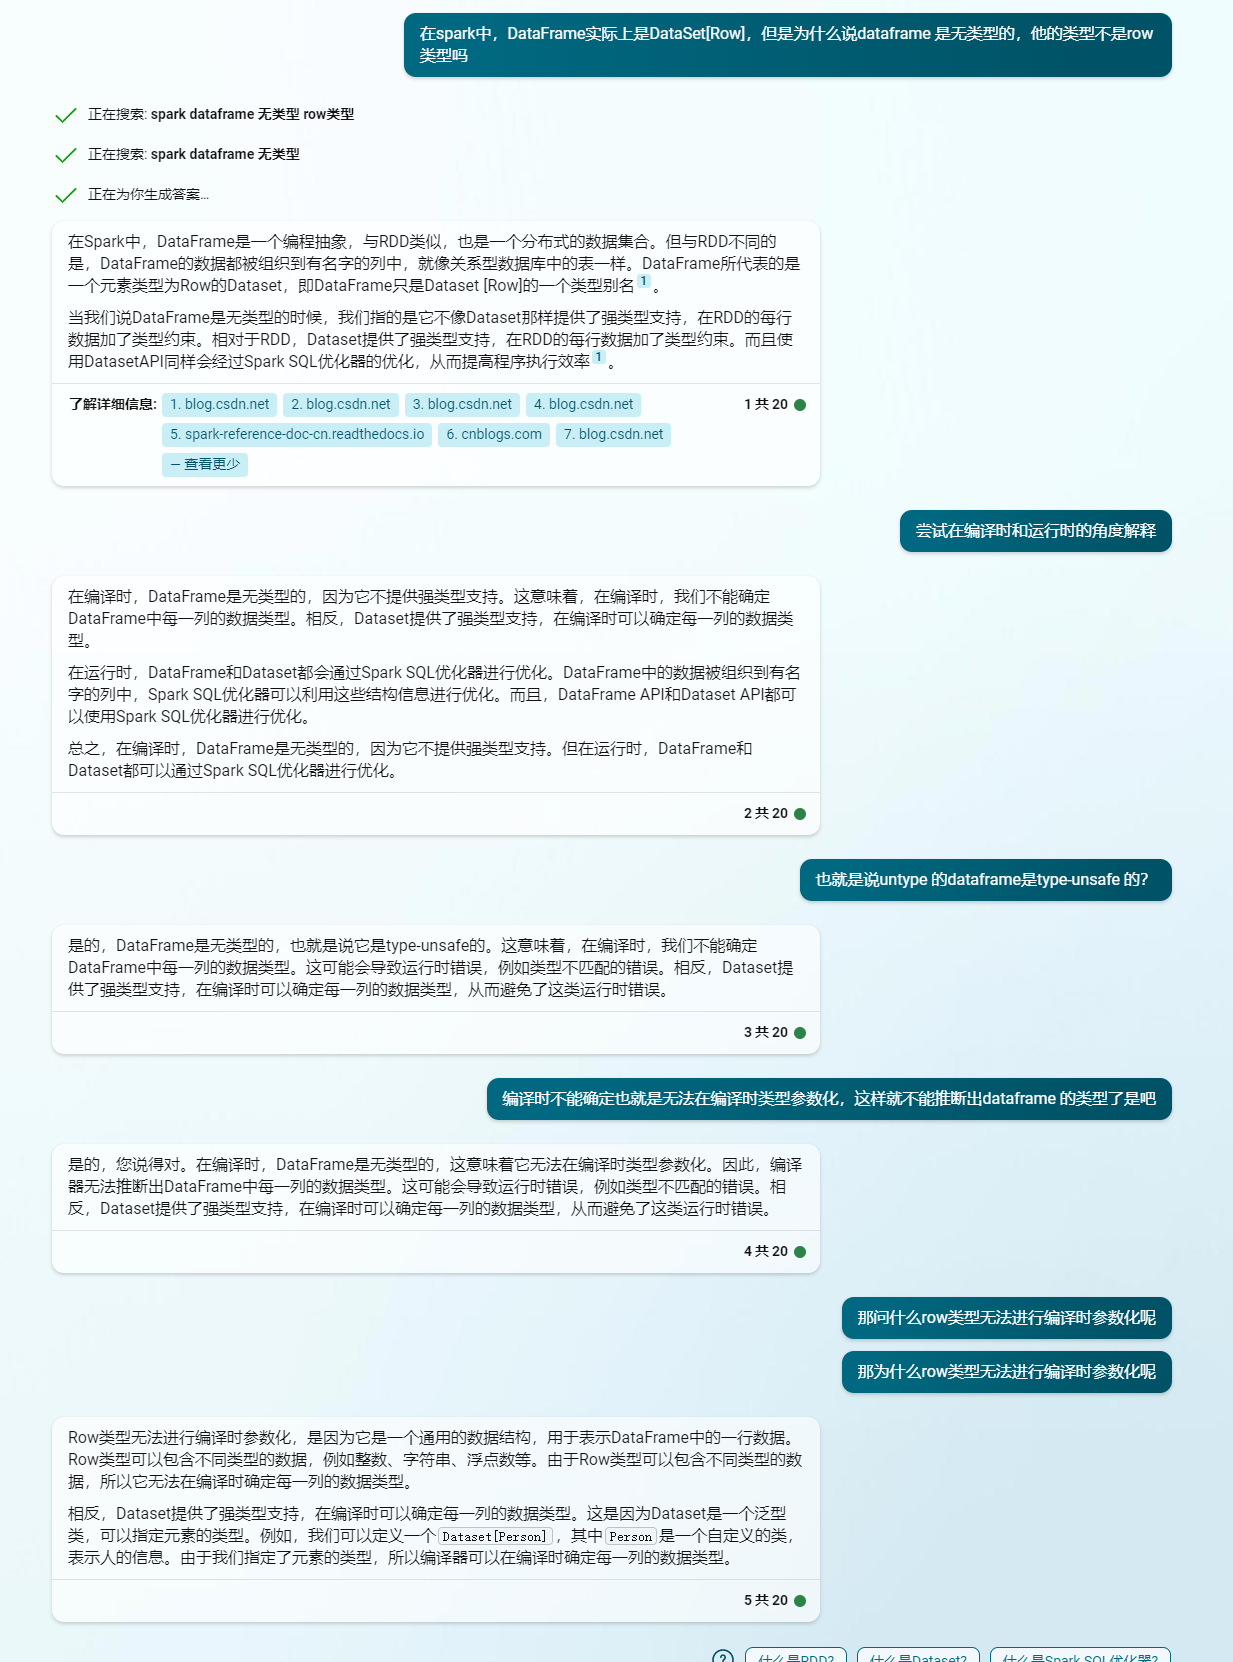 在spark中，DataFrame实际上是DataSet[Row]，但是为什么说dataframe 是无类型的，他的类型不是row
类型吗
正在搜索: spark dataframe 无类型 row类型
正在搜索: spark dataframe 无类型
正在为你生成答案...
在Spark中，DataFrame是一个编程抽象，与RDD类似，也是一个分布式的数据集合。但与RDD不同的
是，DataFrame的数据都被组织到有名字的列中，就像关系型数据库中的表一样。DataFrame所代表的是
一个元素类型为Row的Dataset，即DataFrame只是Dataset [Row]的一个类型别名 1 。
当我们说DataFrame是无类型的时候，我们指的是它不像Dataset那样提供了强类型支持，在RDD的每行
数据加了类型约束。相对于RDD，Dataset提供了强类型支持，在RDD的每行数据加了类型约束。而且使
用DatasetAPI同样会经过Spark SQL优化器的优化，从而提高程序执行效率 1 。
了解详细信息: 1. blog.csdn.net 2. blog.csdn.net 3. blog.csdn.net 4. blog.csdn.net 1 共 20
5. spark-reference-doc-cn.readthedocs.io 6. cnblogs.com 7. blog.csdn.net
— 查看更少
尝试在编译时和运行时的角度解释
在编译时，DataFrame是无类型的，因为它不提供强类型支持。这意味着，在编译时，我们不能确定
DataFrame中每一列的数据类型。相反，Dataset提供了强类型支持，在编译时可以确定每一列的数据类
型。
在运行时，DataFrame和Dataset都会通过Spark SQL优化器进行优化。DataFrame中的数据被组织到有名
字的列中，Spark SQL优化器可以利用这些结构信息进行优化。而且，DataFrame API和Dataset API都可
以使用Spark SQL优化器进行优化。
总之，在编译时，DataFrame是无类型的，因为它不提供强类型支持。但在运行时，DataFrame和
Dataset都可以通过Spark SQL优化器进行优化。
2 共 20
也就是说untype 的dataframe是type-unsafe 的?
是的，DataFrame是无类型的，也就是说它是type-unsafe的。这意味着，在编译时，我们不能确定
DataFrame中每一列的数据类型。这可能会导致运行时错误，例如类型不匹配的错误。相反，Dataset提
供了强类型支持，在编译时可以确定每一列的数据类型，从而避免了这类运行时错误。
3 共 20
编译时不能确定也就是无法在编译时类型参数化，这样就不能推断出dataframe 的类型了是吧
是的，您说得对。在编译时，DataFrame是无类型的，这意味着它无法在编译时类型参数化。因此，编译
器无法推断出DataFrame中每一列的数据类型。这可能会导致运行时错误，例如类型不匹配的错误。相
反，Dataset提供了强类型支持，在编译时可以确定每一列的数据类型，从而避免了这类运行时错误。
4 共 20
那问什么row类型无法进行编译时参数化呢
那为什么row类型无法进行编译时参数化呢
Row类型无法进行编译时参数化，是因为它是一个通用的数据结构，用于表示DataFrame中的一行数据。
Row类型可以包含不同类型的数据，例如整数、字符串、浮点数等。由于Row类型可以包含不同类型的数
据，所以它无法在编译时确定每一列的数据类型。
相反，Dataset提供了强类型支持，在编译时可以确定每一列的数据类型。这是因为Dataset是一个泛型
类，可以指定元素的类型。例如，我们可以定义一个 Dataset[Person] ，其中 Person 是一个自定义的类，
表示人的信息。由于我们指定了元素的类型，所以编译器可以在编译时确定每一列的数据类型。
5 共 20
? 什么是RDD? 什么是Dataset? 什么是Spark SQL优化器?